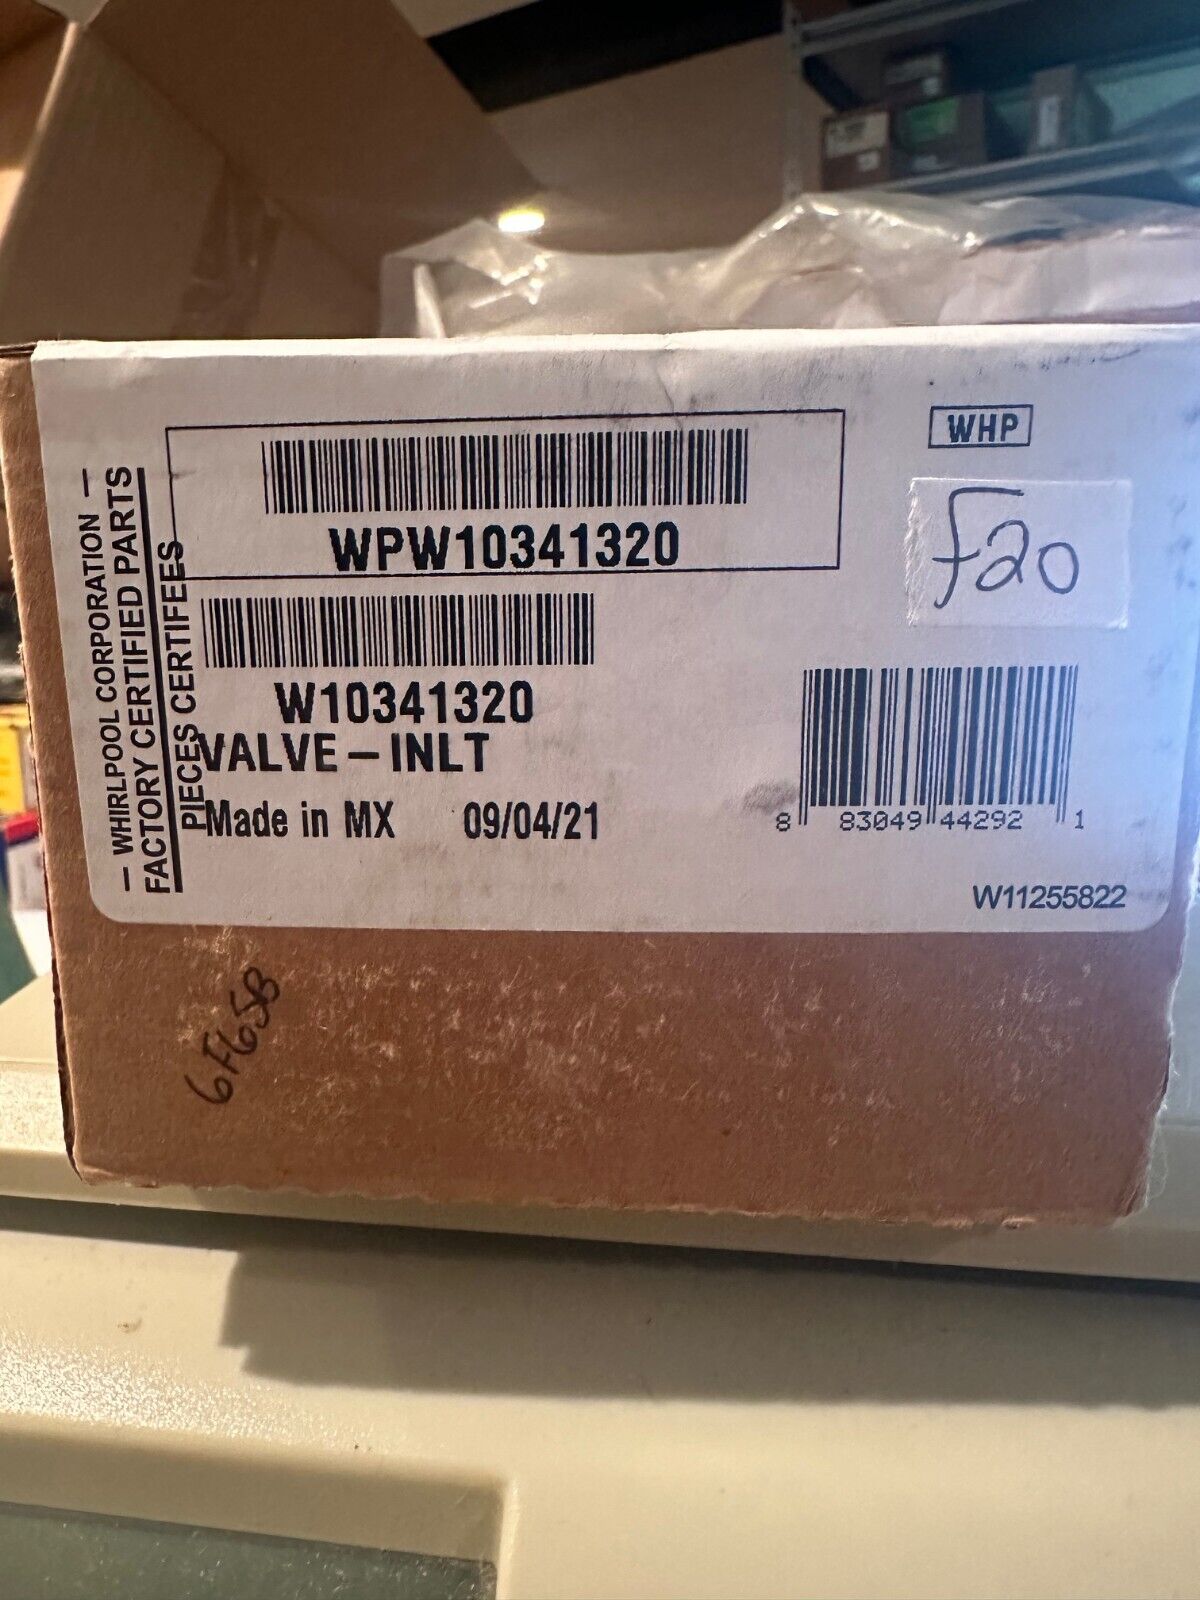 — WHIRLPOOL CORPORATION —
FACTORY CERTIFIED PARTS
PIECES CERTIFEES
WPW10341320
WHP
F20
W10341320
VALVE-INLT
Made in MX 09/04/21
8 83049 44292 1
W11255822
6F65B